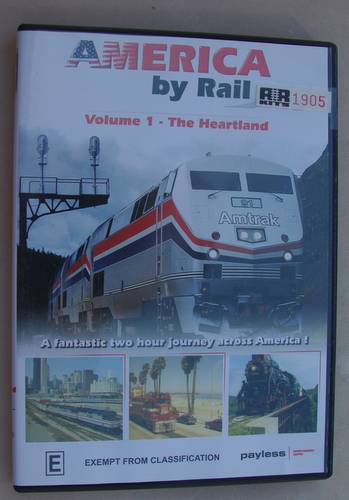 AMERICA
by Rail
1905
Volume 1 - The Heartland
91
Amtrak
A fantastic two hour journey across America !
E
EXEMPT FROM CLASSIFICATION
payless